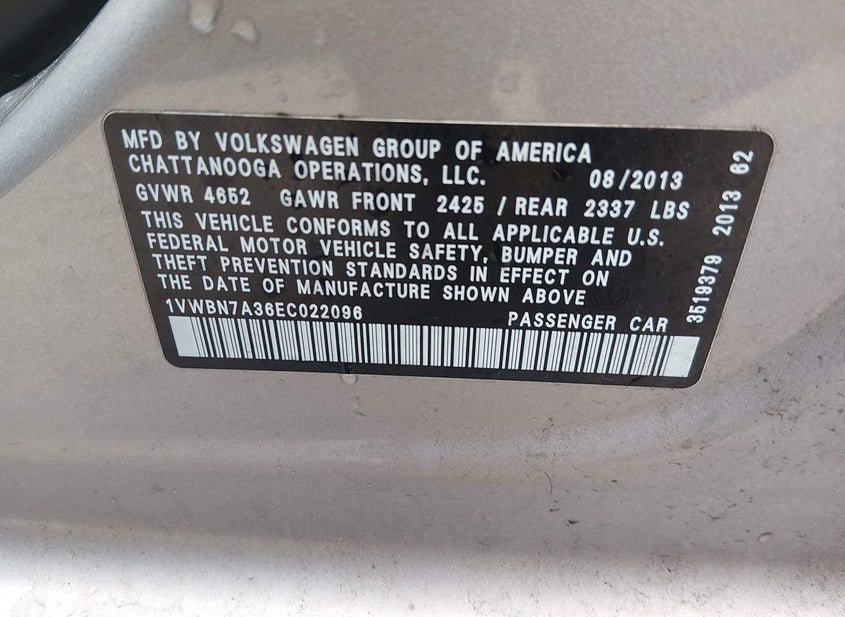 MFD BY VOLKSWAGEN GROUP OF AMERICA
CHATTANOOGA OPERATIONS, LLC. 08/2013
GVWR 4652 GAWR FRONT 2425 / REAR 2337 LBS
THIS VEHICLE CONFORMS TO ALL APPLICABLE U.S.
FEDERAL MOTOR VEHICLE SAFETY, BUMPER AND
THEFT PREVENTION STANDARDS IN EFFECT ON
THE DATE OF MANUFACTURE SHOWN ABOVE
1VWBN7A36EC022096 PASSENGER CAR
3519379 2013 62